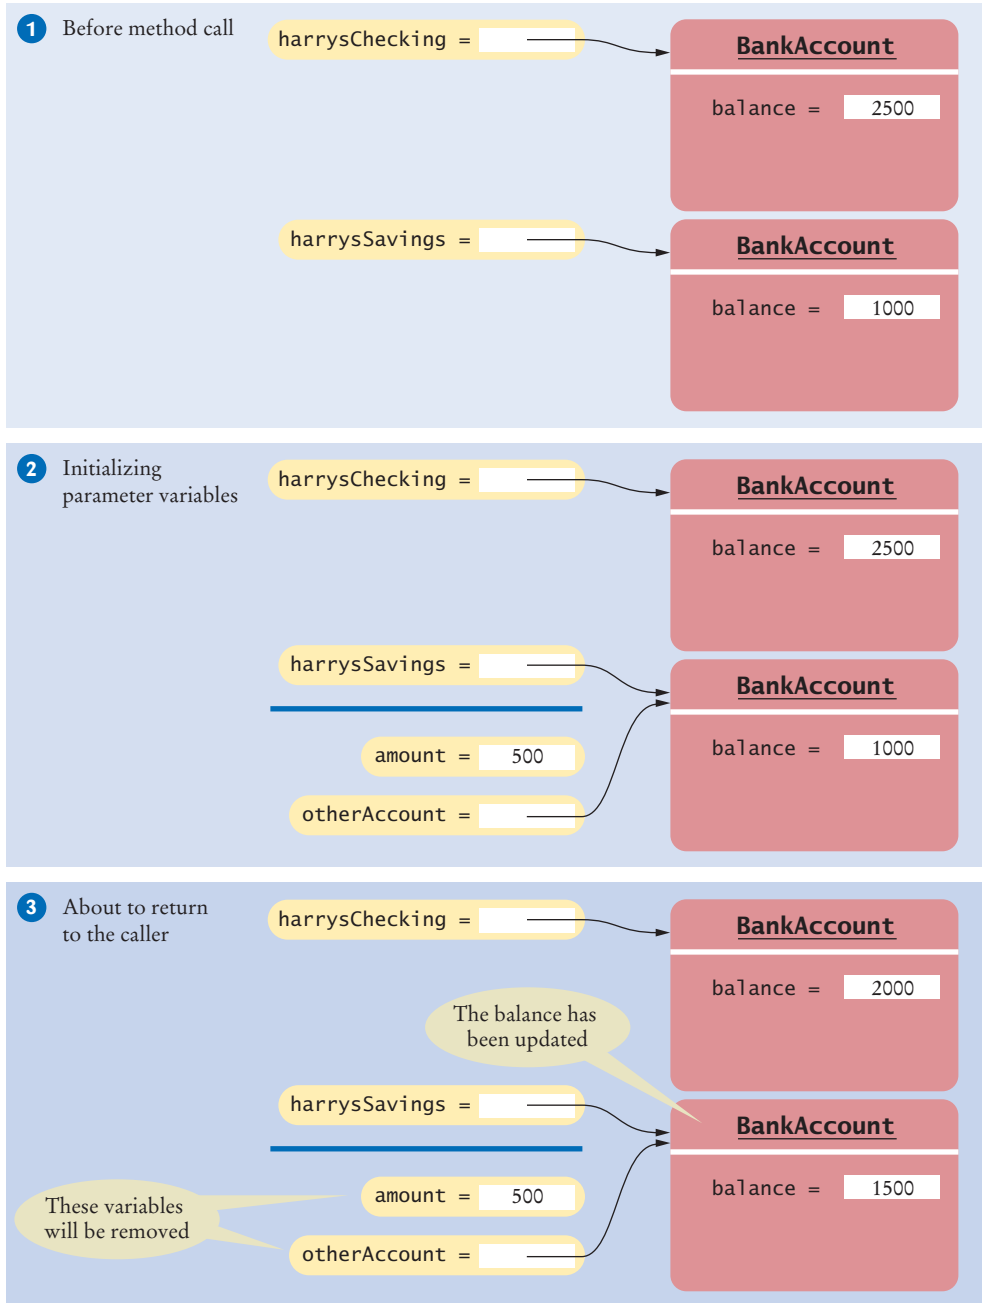 1 Before method call
harrysChecking =
BankAccount
balance = 2500
harrysSavings =
BankAccount
balance = 1000
2 Initializing
parameter variables
harrysChecking =
BankAccount
balance = 2500
harrysSavings =
BankAccount
amount = 500
balance = 1000
otherAccount =
3 About to return
to the caller
harrysChecking =
BankAccount
balance = 2000
The balance has
been updated
harrysSavings =
BankAccount
These variables
will be removed
amount = 500
balance = 1500
otherAccount =